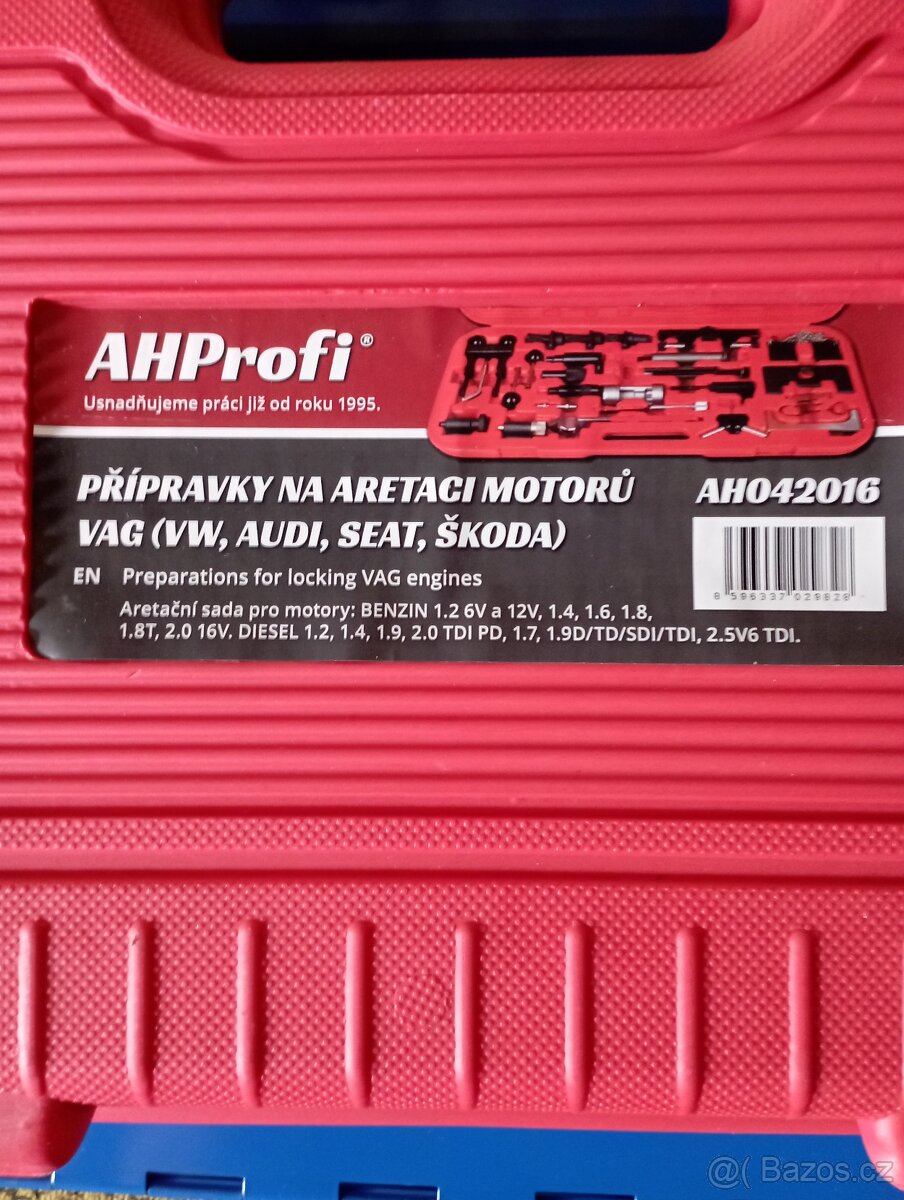 AHProfi®
Usnadňujeme práci již od roku 1995.
PŘÍPRAVKY NA ARETACI MOTORŮ
VAG (VW, AUDI, SEAT, ŠKODA)
AH042016
EN Preparations for locking VAG engines
Aretační sada pro motory: BENZIN 1.2 6V a 12V, 1.4, 1.6, 1.8,
1.8T, 2.0 16V. DIESEL 1.2, 1.4, 1.9, 2.0 TDI PD, 1.7, 1.9D/TD/SDI/TDI, 2.5V6 TDI.
8 596337 029828
@( Bazos.cz